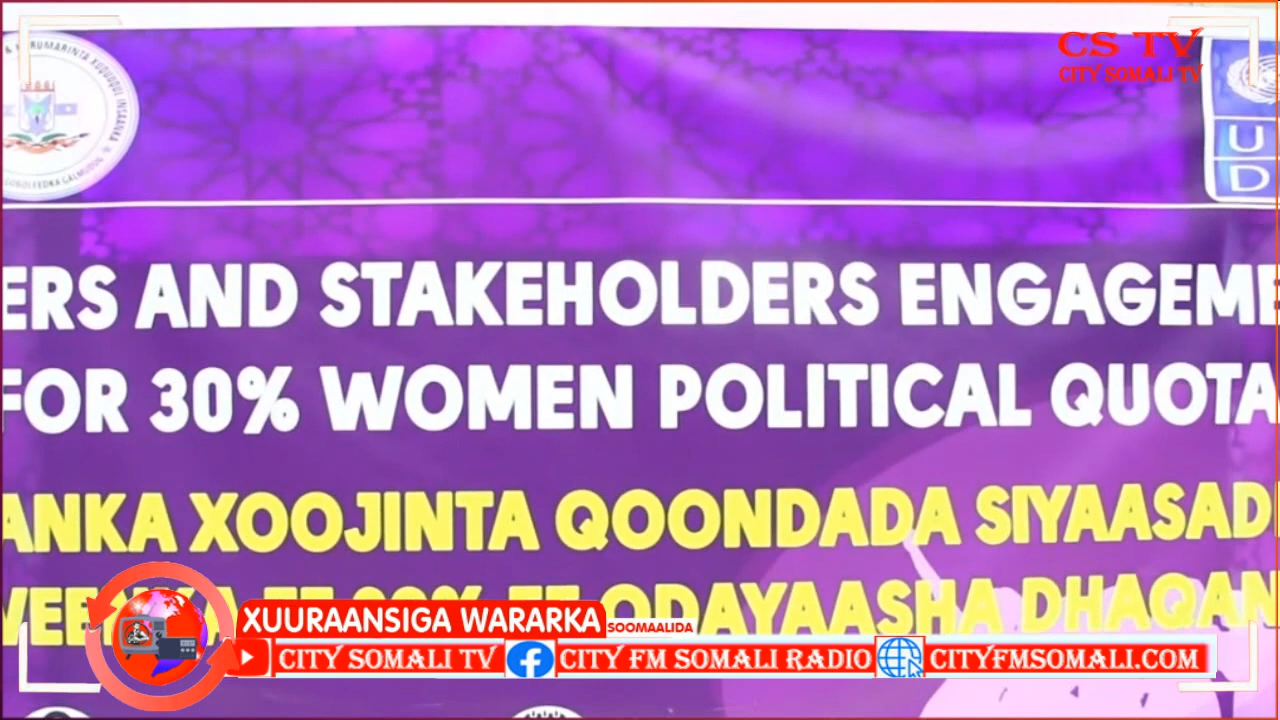 CS TV
CITY SOMALI TV
U
D
ERS AND STAKEHOLDERS ENGAGEME
FOR 30% WOMEN POLITICAL QUOTA
ANKA XOOJINTA QOONDADA SIYAASAD
ODAYAASHA DHAQAN
XUURAANSIGA WARARKA
SOOMAALIDA
CITY SOMALI TV CITY FM SOMALI RADIO CITYFMSOMALI.COM